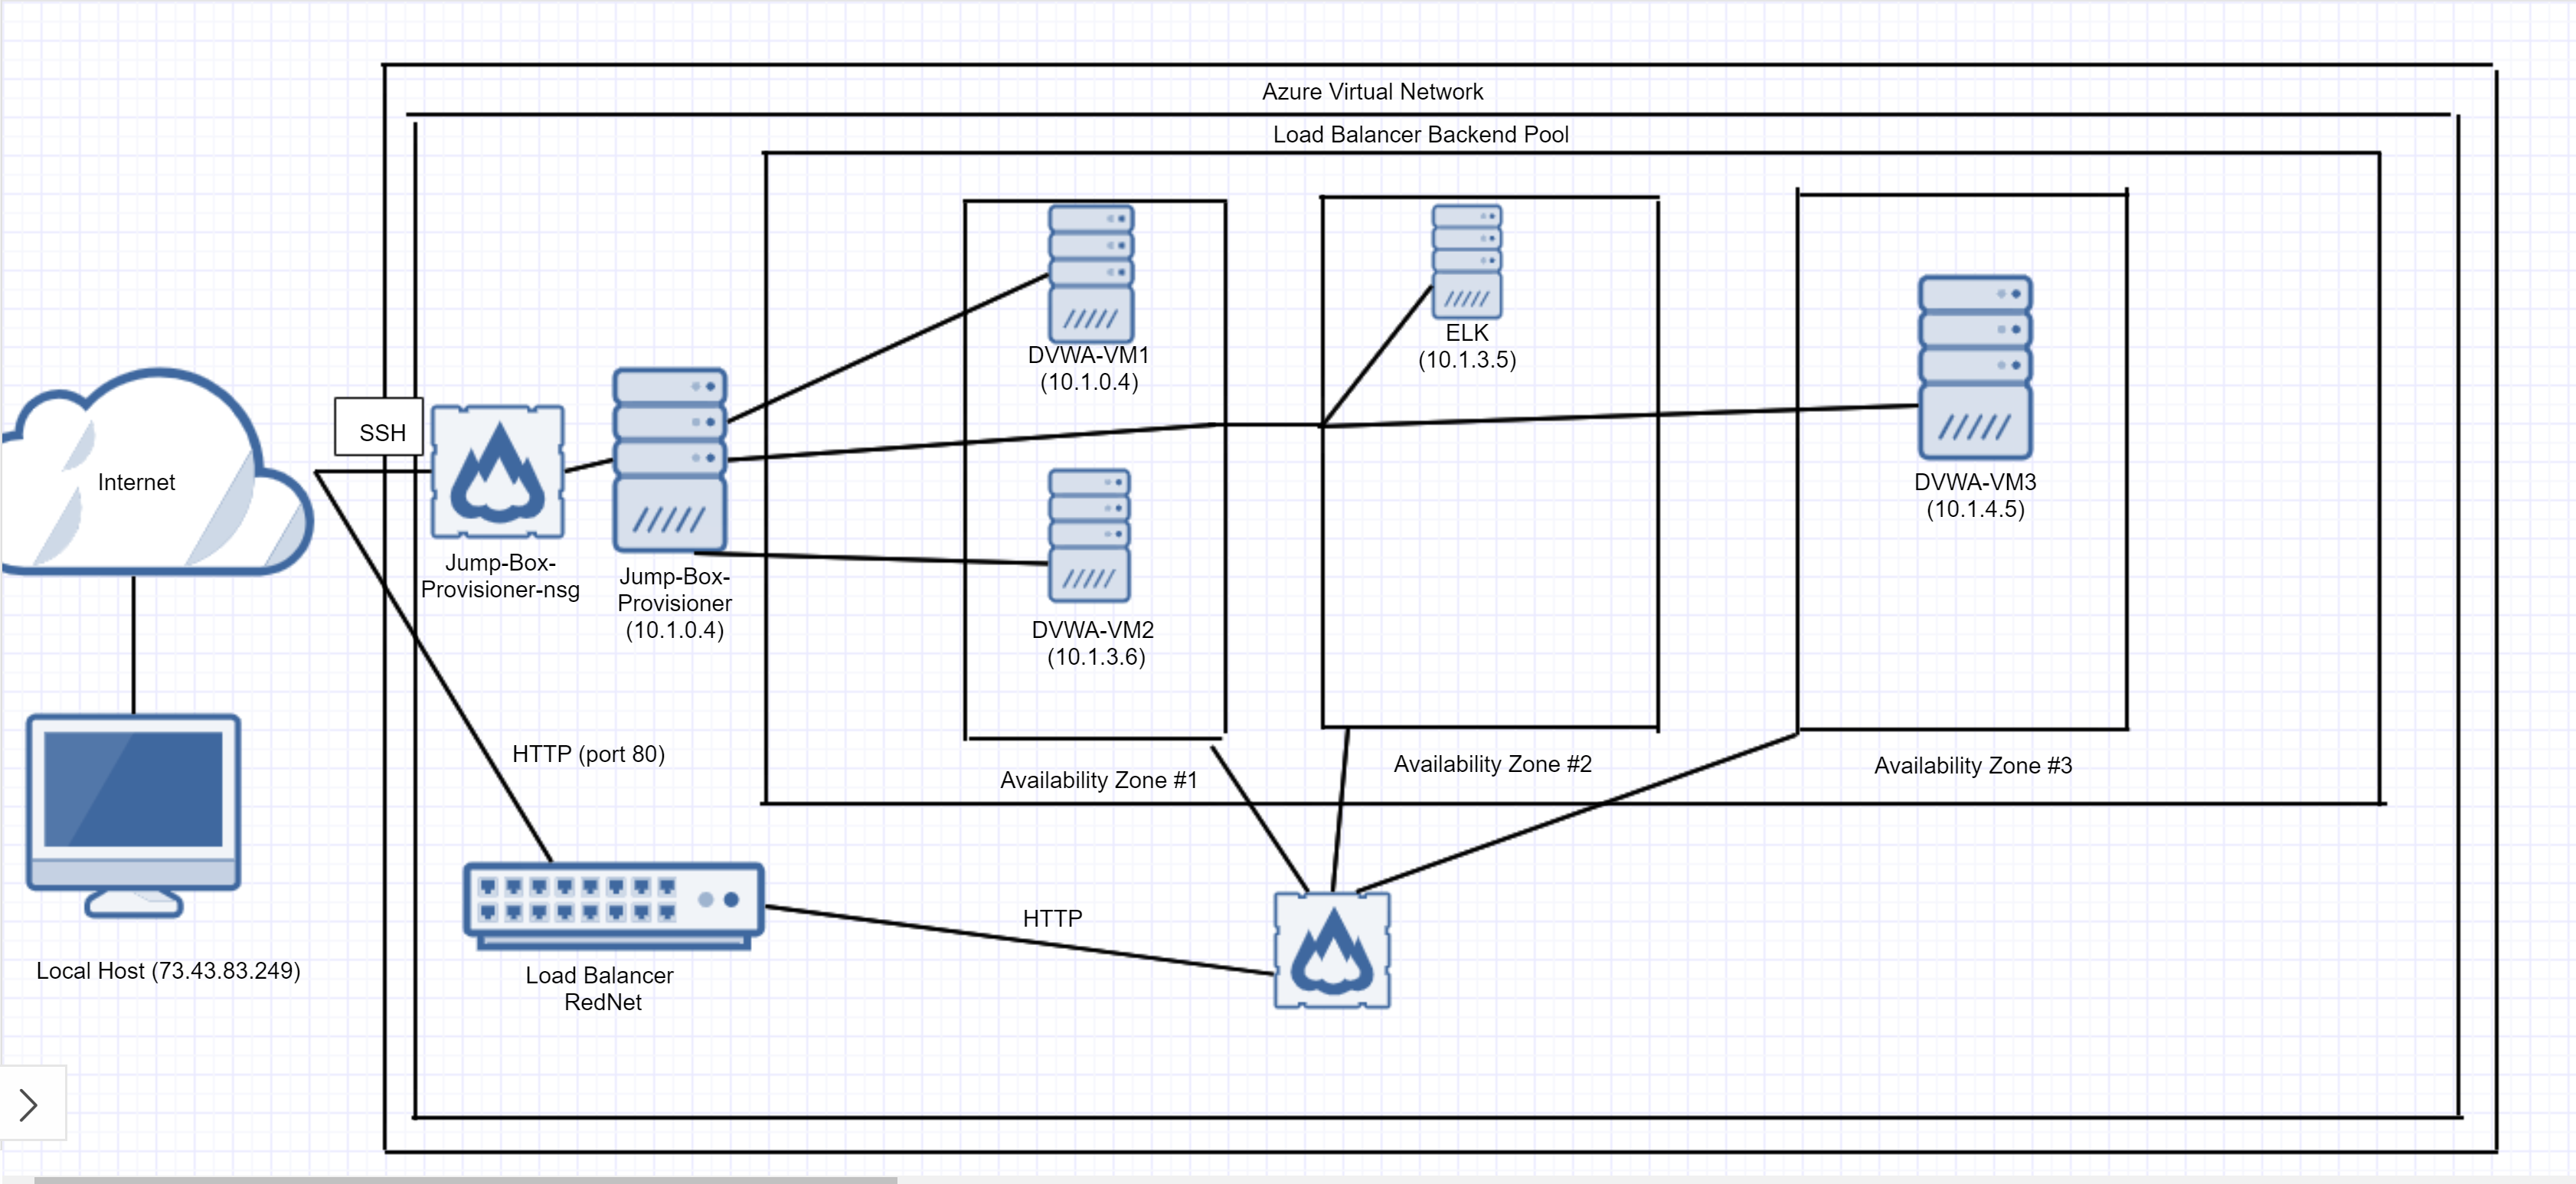 Azure Virtual Network
Load Balancer Backend Pool
SSH
Internet
Jump-Box-
Provisioner-nsg
Jump-Box-
Provisioner
(10.1.0.4)
DVWA-VM1
(10.1.0.4)
DVWA-VM2
(10.1.3.6)
ELK
(10.1.3.5)
DVWA-VM3
(10.1.4.5)
Availability Zone #1
Availability Zone #2
Availability Zone #3
HTTP (port 80)
HTTP
Local Host (73.43.83.249)
Load Balancer
RedNet